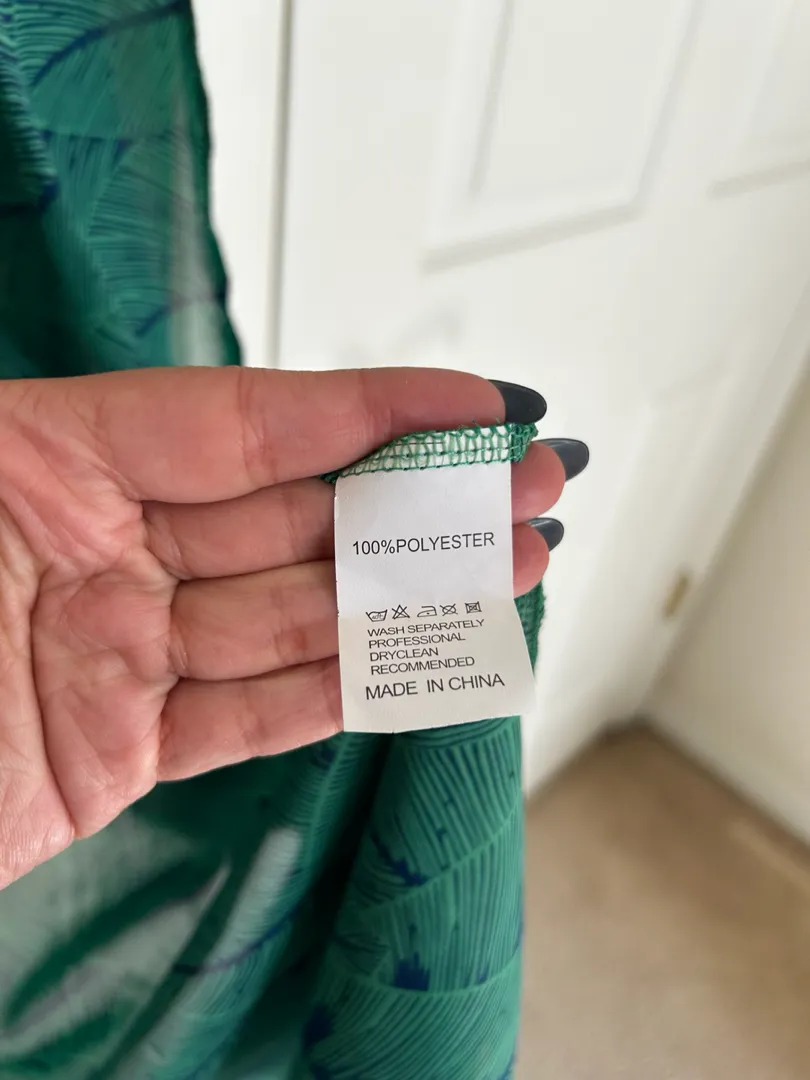 100%POLYESTER
WASH SEPARATELY
PROFESSIONAL
DRYCLEAN
RECOMMENDED
MADE IN CHINA